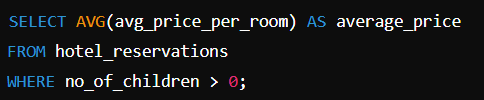 SELECT AVG(avg_price_per_room) AS average_price
FROM hotel_reservations
WHERE no_of_children > 0;